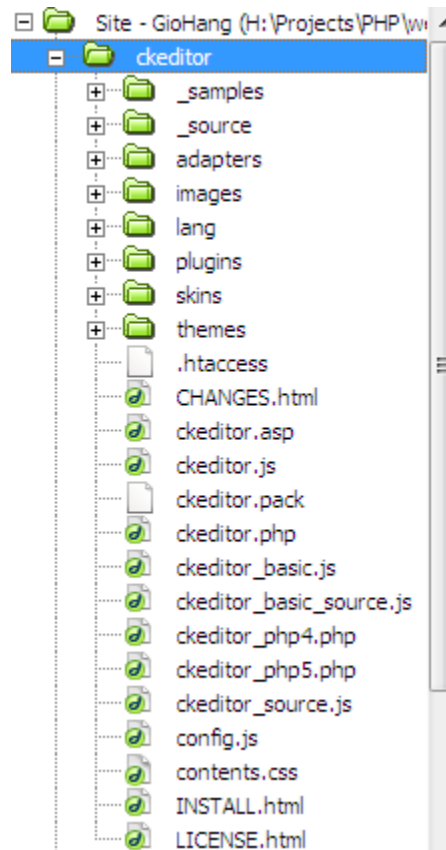 Site - GioHang (H:\Projects\PHP\we
ckeditor
_samples
_source
adapters
images
lang
plugins
skins
themes
.htaccess
CHANGES.html
ckeditor.asp
ckeditor.js
ckeditor.pack
ckeditor.php
ckeditor_basic.js
ckeditor_basic_source.js
ckeditor_php4.php
ckeditor_php5.php
ckeditor_source.js
config.js
contents.css
INSTALL.html
LICENSE.html